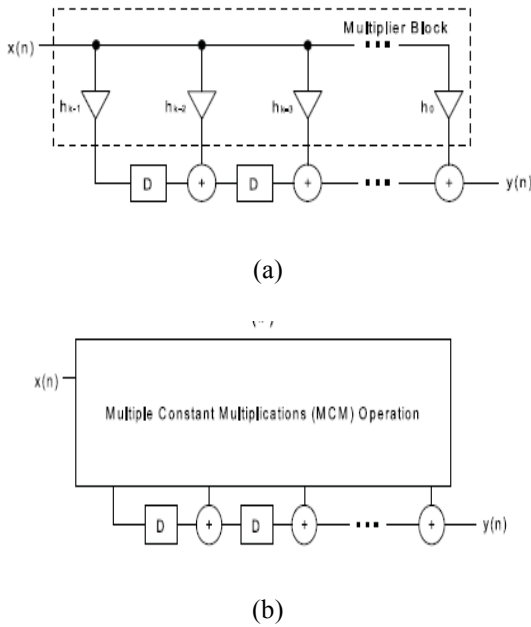 Multiplier Block
x(n)
hk-1 hk-2 hk-3 h0
D + D + +
y(n)
(a)
x(n)
Multiple Constant Multiplications (MCM) Operation
D + D + +
y(n)
(b)